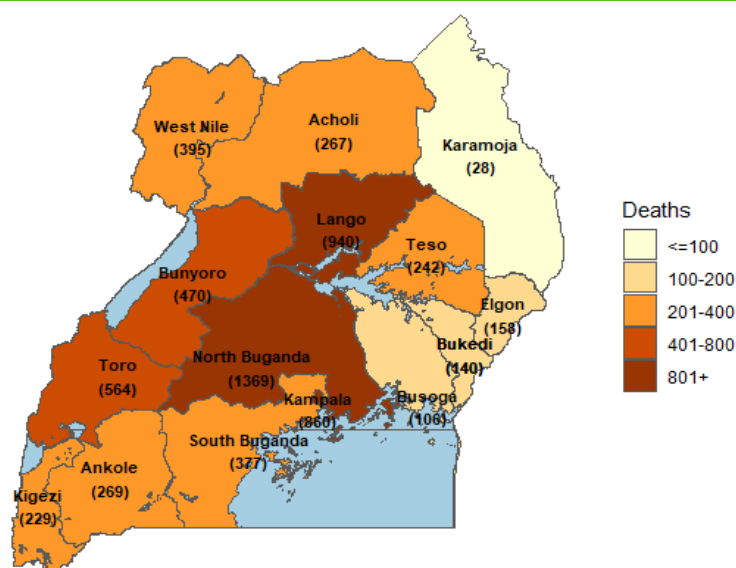 Acholi
(267)
West Nile
(395)
Karamoja
(28)
Lango
(940)
Teso
(242)
Bunyoro
(470)
Elgon
(158)
Bukedi
(140)
North Buganda
(1369)
Toro
(564)
Kampala
(860)
Busoga
(106)
South Buganda
(377)
Ankole
(269)
Kigezi
(229)
Deaths
<=100
100-200
201-400
401-800
801+